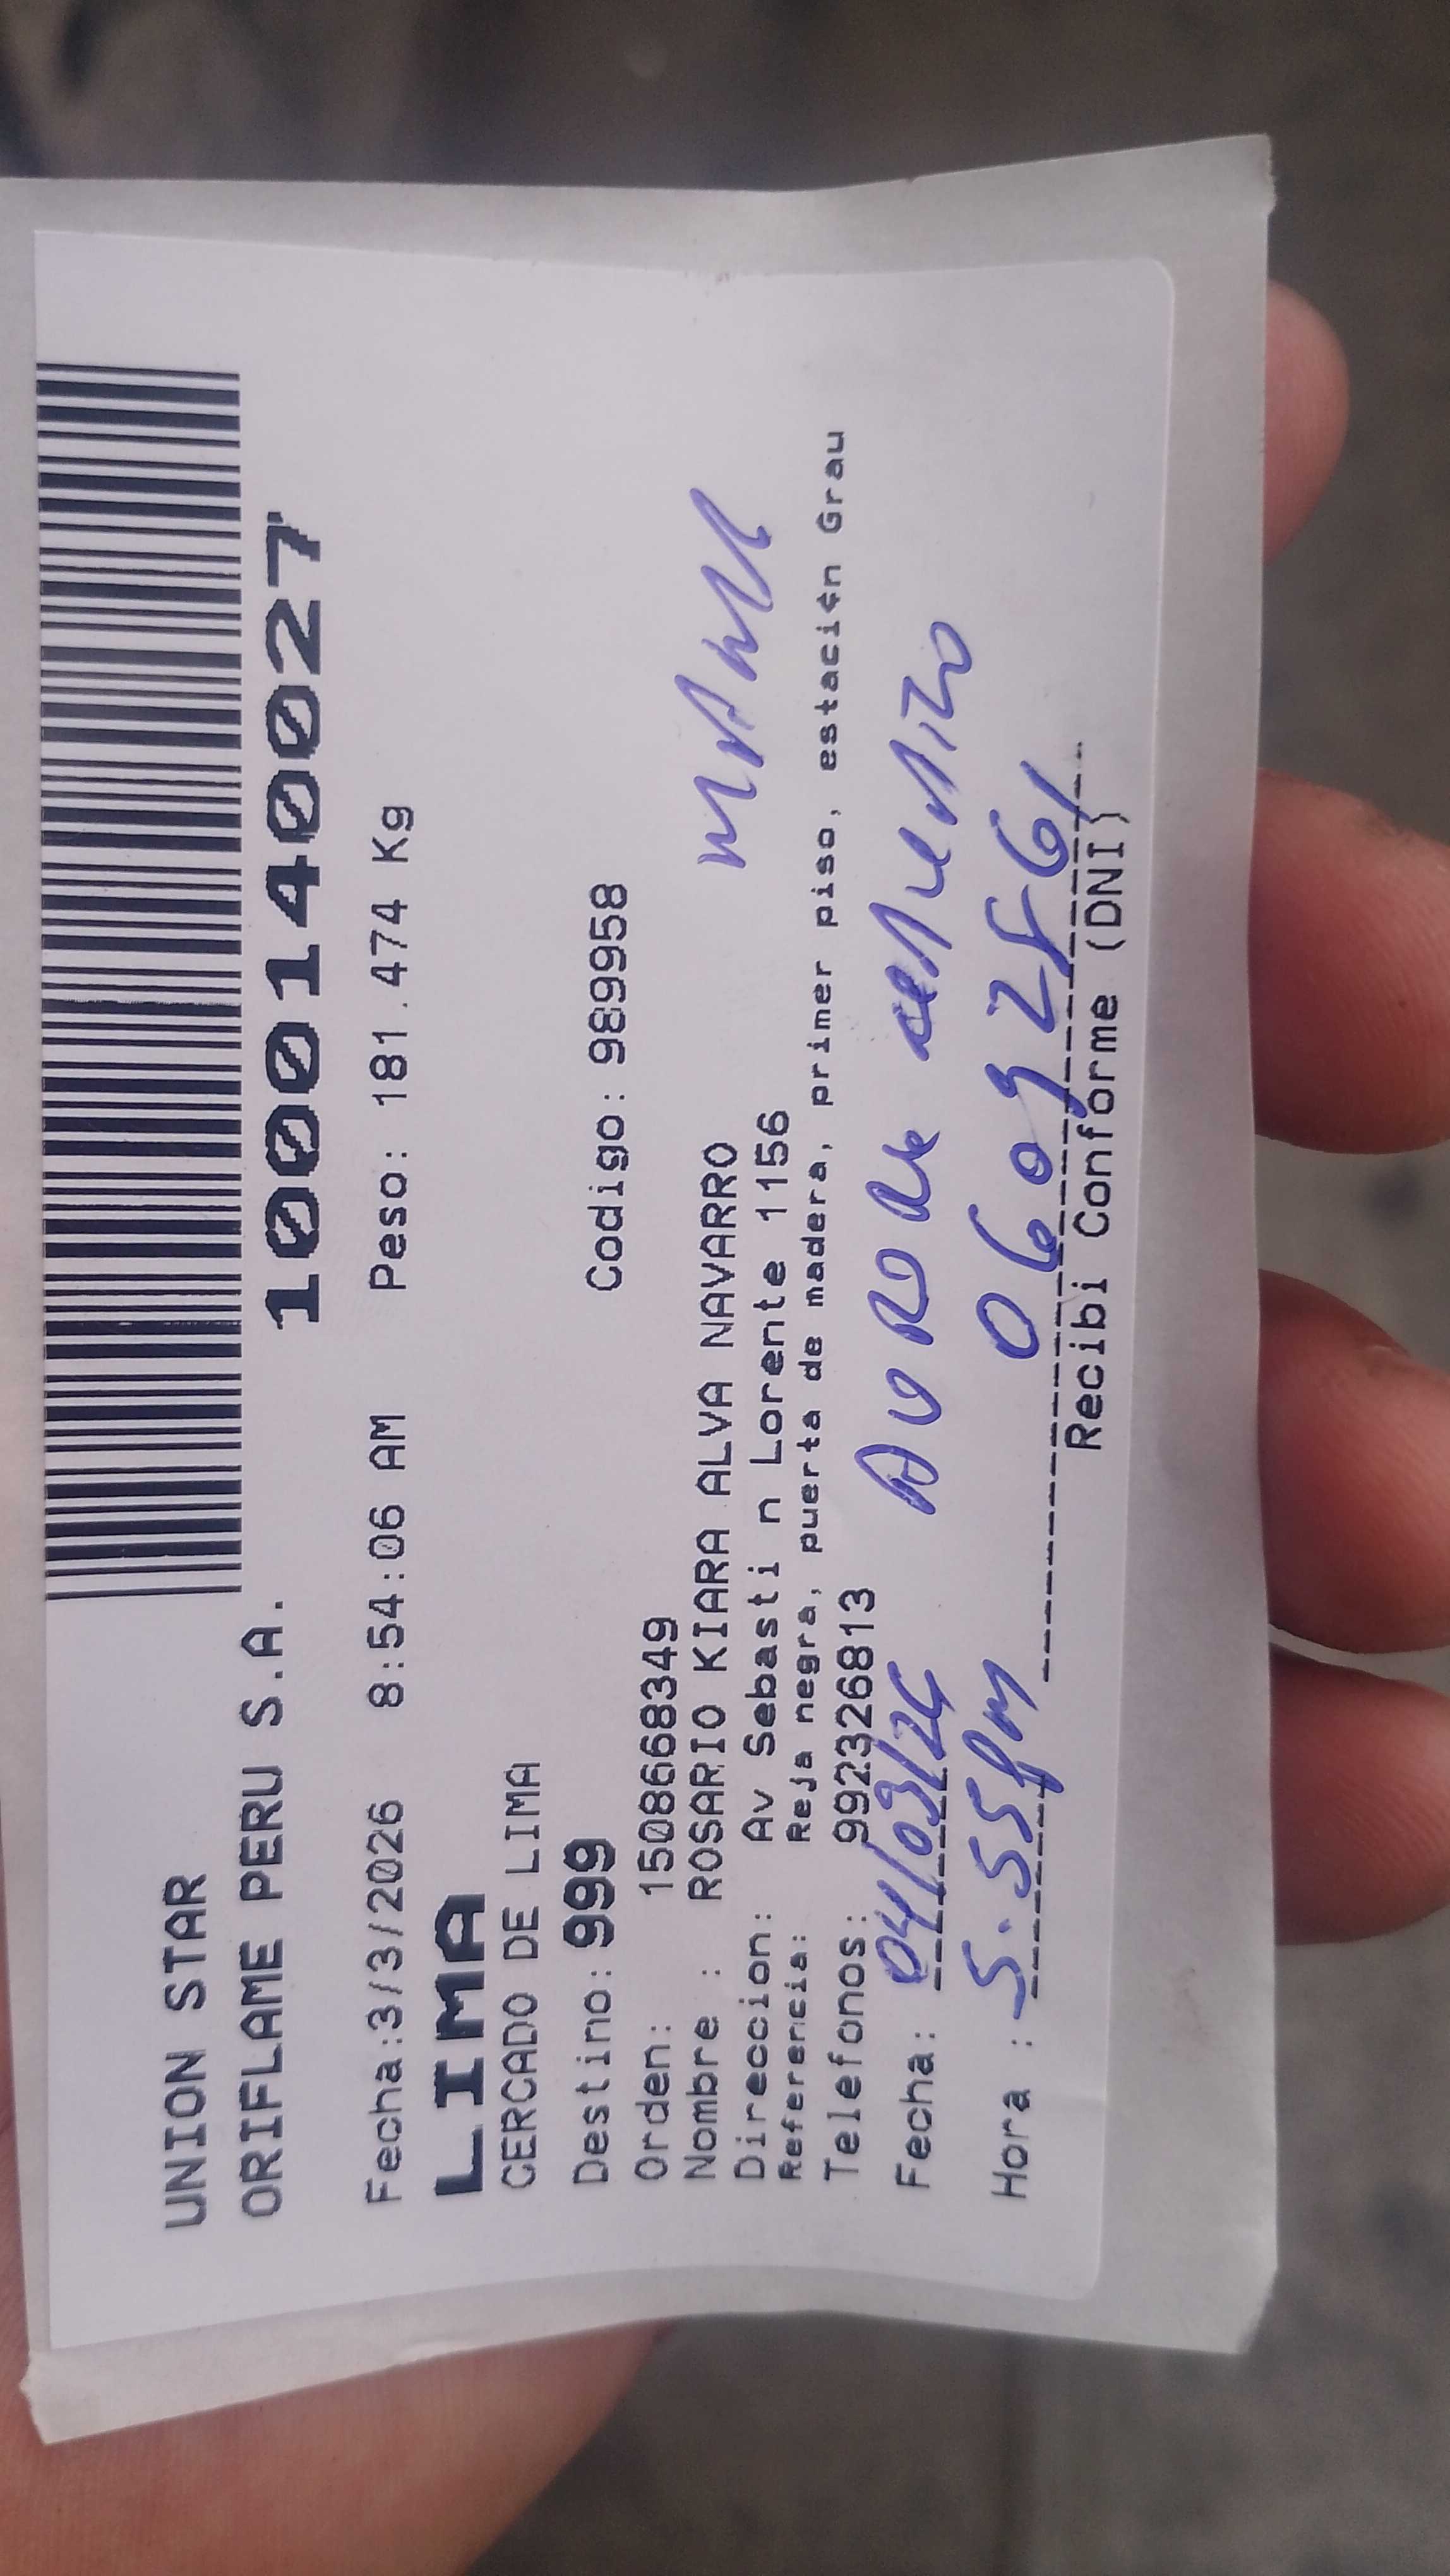 UNION STAR
ORIFLAME PERU S.A.
100140027
Fecha:3/3/2026 8:54:06 AM Peso: 181.474 Kg
LIMA
CERCADO DE LIMA
Destino: 999 Codigo: 989958
Orden: 1508668349
Nombre : ROSARIO KIARA ALVA NAVARRO
Direccion: Av Sebasti n Lorente 1156
Referencia: Reja negra, puerta de madera, primer piso, estaci¢n Grau
Telefonos: 992326813
Fecha: 04/03/26
Hora : 5.55pm
Recibi Conforme (DNI)